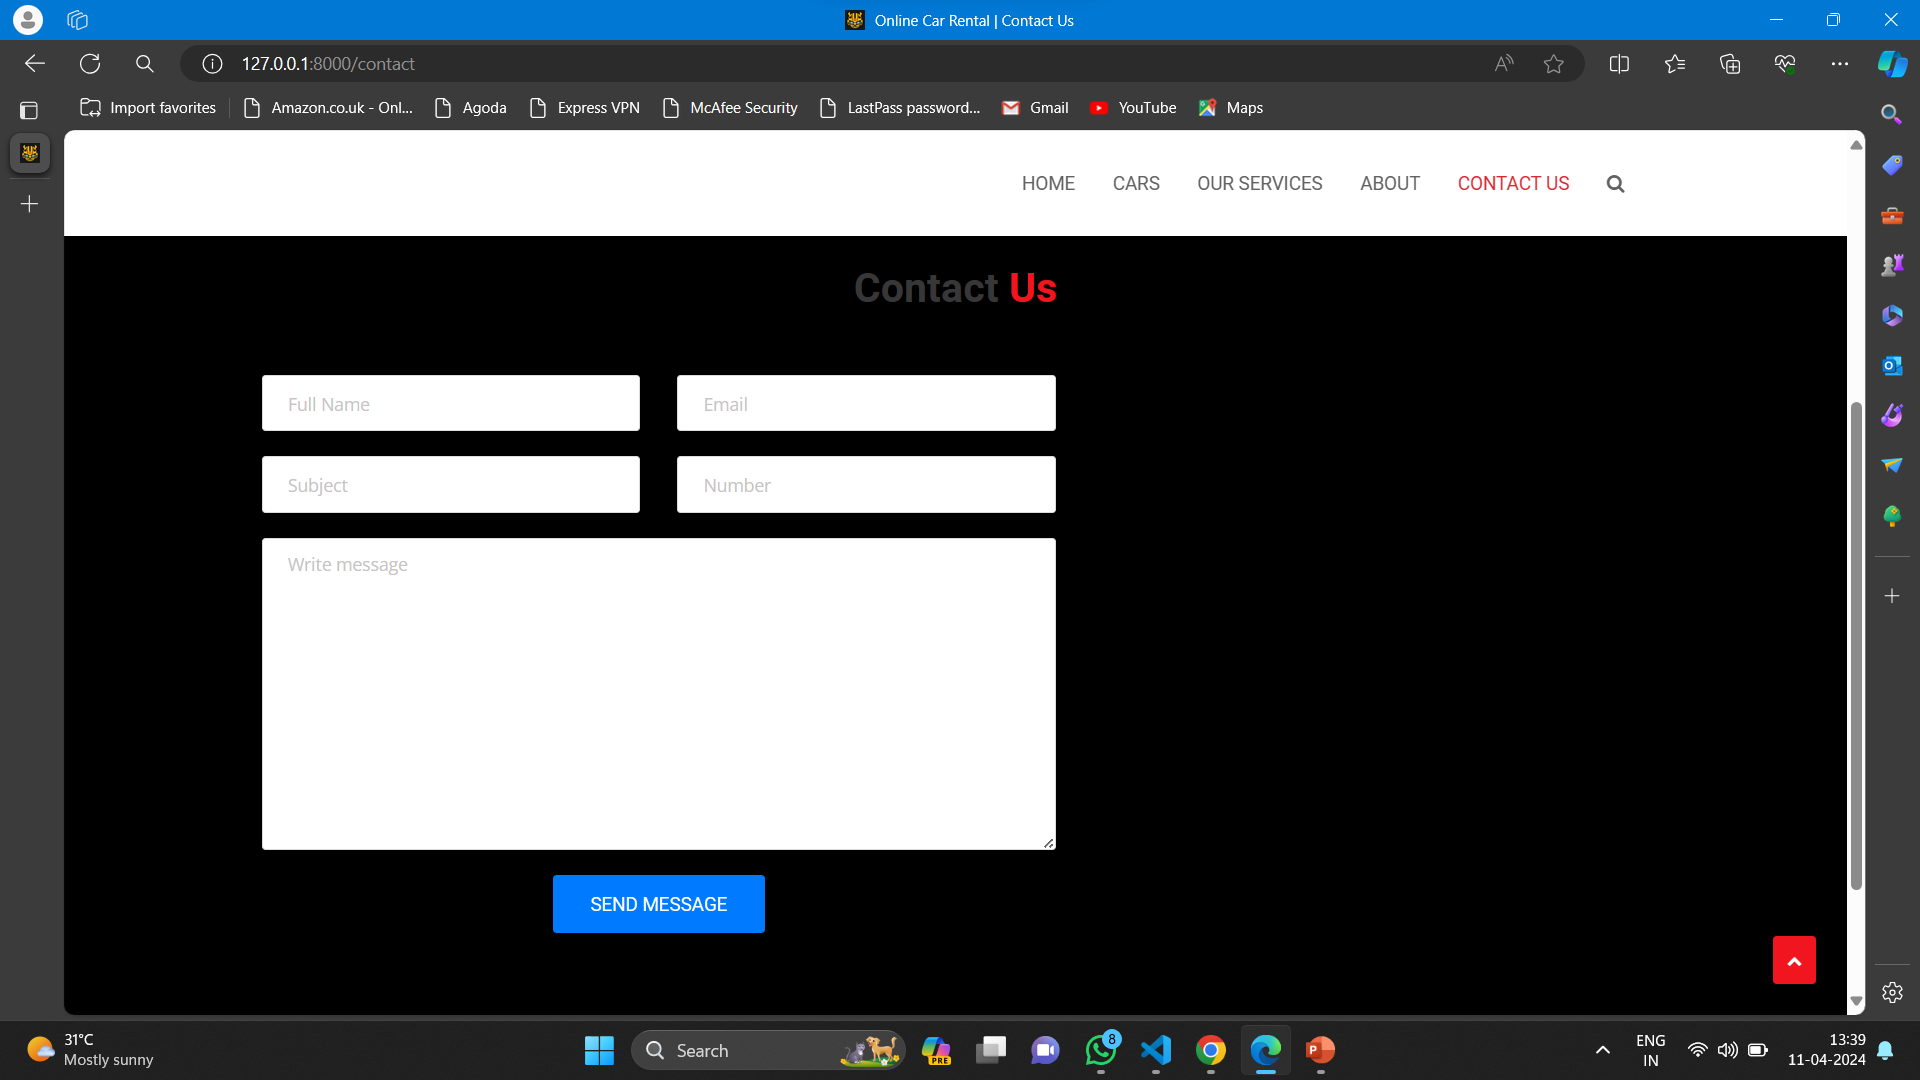 Online Car Rental | Contact Us
127.0.0.1:8000/contact
Import favorites
Amazon.co.uk - Onl...
Agoda
Express VPN
McAfee Security
LastPass password...
Gmail
YouTube
Maps
HOME
CARS
OUR SERVICES
ABOUT
CONTACT US
Contact Us
Full Name
Email
Subject
Number
Write message
SEND MESSAGE
31°C
Mostly sunny
Search
PRE
8
P
ENG
IN
13:39
11-04-2024